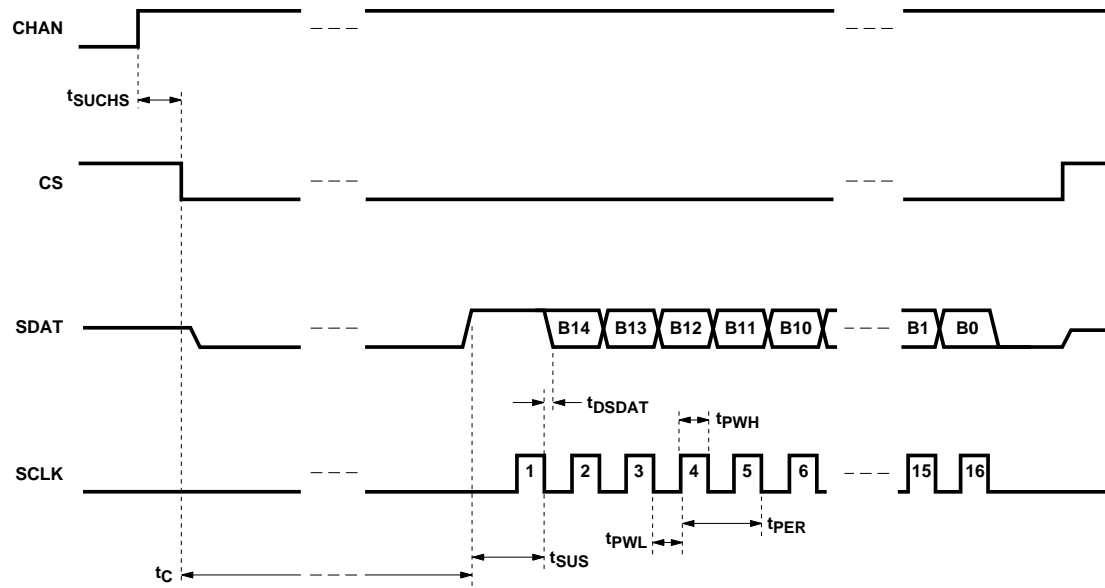 CHAN
tSUCHS
CS
SDAT
B14 B13 B12 B11 B10 B1 B0
tDSDAT
tPWH
SCLK
1 2 3 4 5 6 15 16
tPER
tPWL
tSUS
tC